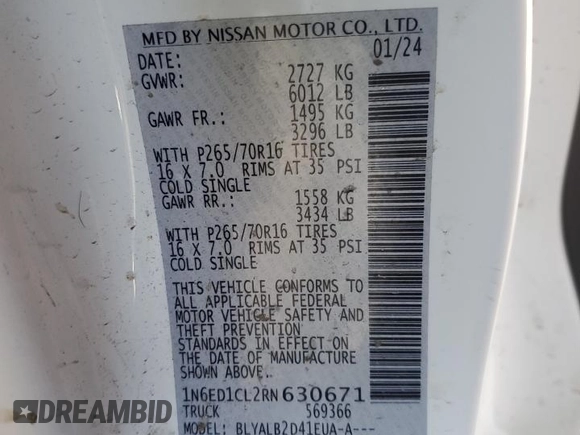 MFD BY NISSAN MOTOR CO., LTD.
DATE: 01/24
GVWR: 2727 KG
6012 LB
GAWR FR.: 1495 KG
3296 LB
WITH P265/70R16 TIRES
16 X 7.0 RIMS AT 35 PSI
COLD SINGLE
GAWR RR.: 1558 KG
3434 LB
WITH P265/70R16 TIRES
16 X 7.0 RIMS AT 35 PSI
COLD SINGLE
THIS VEHICLE CONFORMS TO
ALL APPLICABLE FEDERAL
MOTOR VEHICLE SAFETY AND
THEFT PREVENTION
STANDARDS IN EFFECT ON
THE DATE OF MANUFACTURE
SHOWN ABOVE.
1N6ED1CL2RN630671
TRUCK 569366
MODEL: BLYALB2D41EUA-A---
EpicVIN